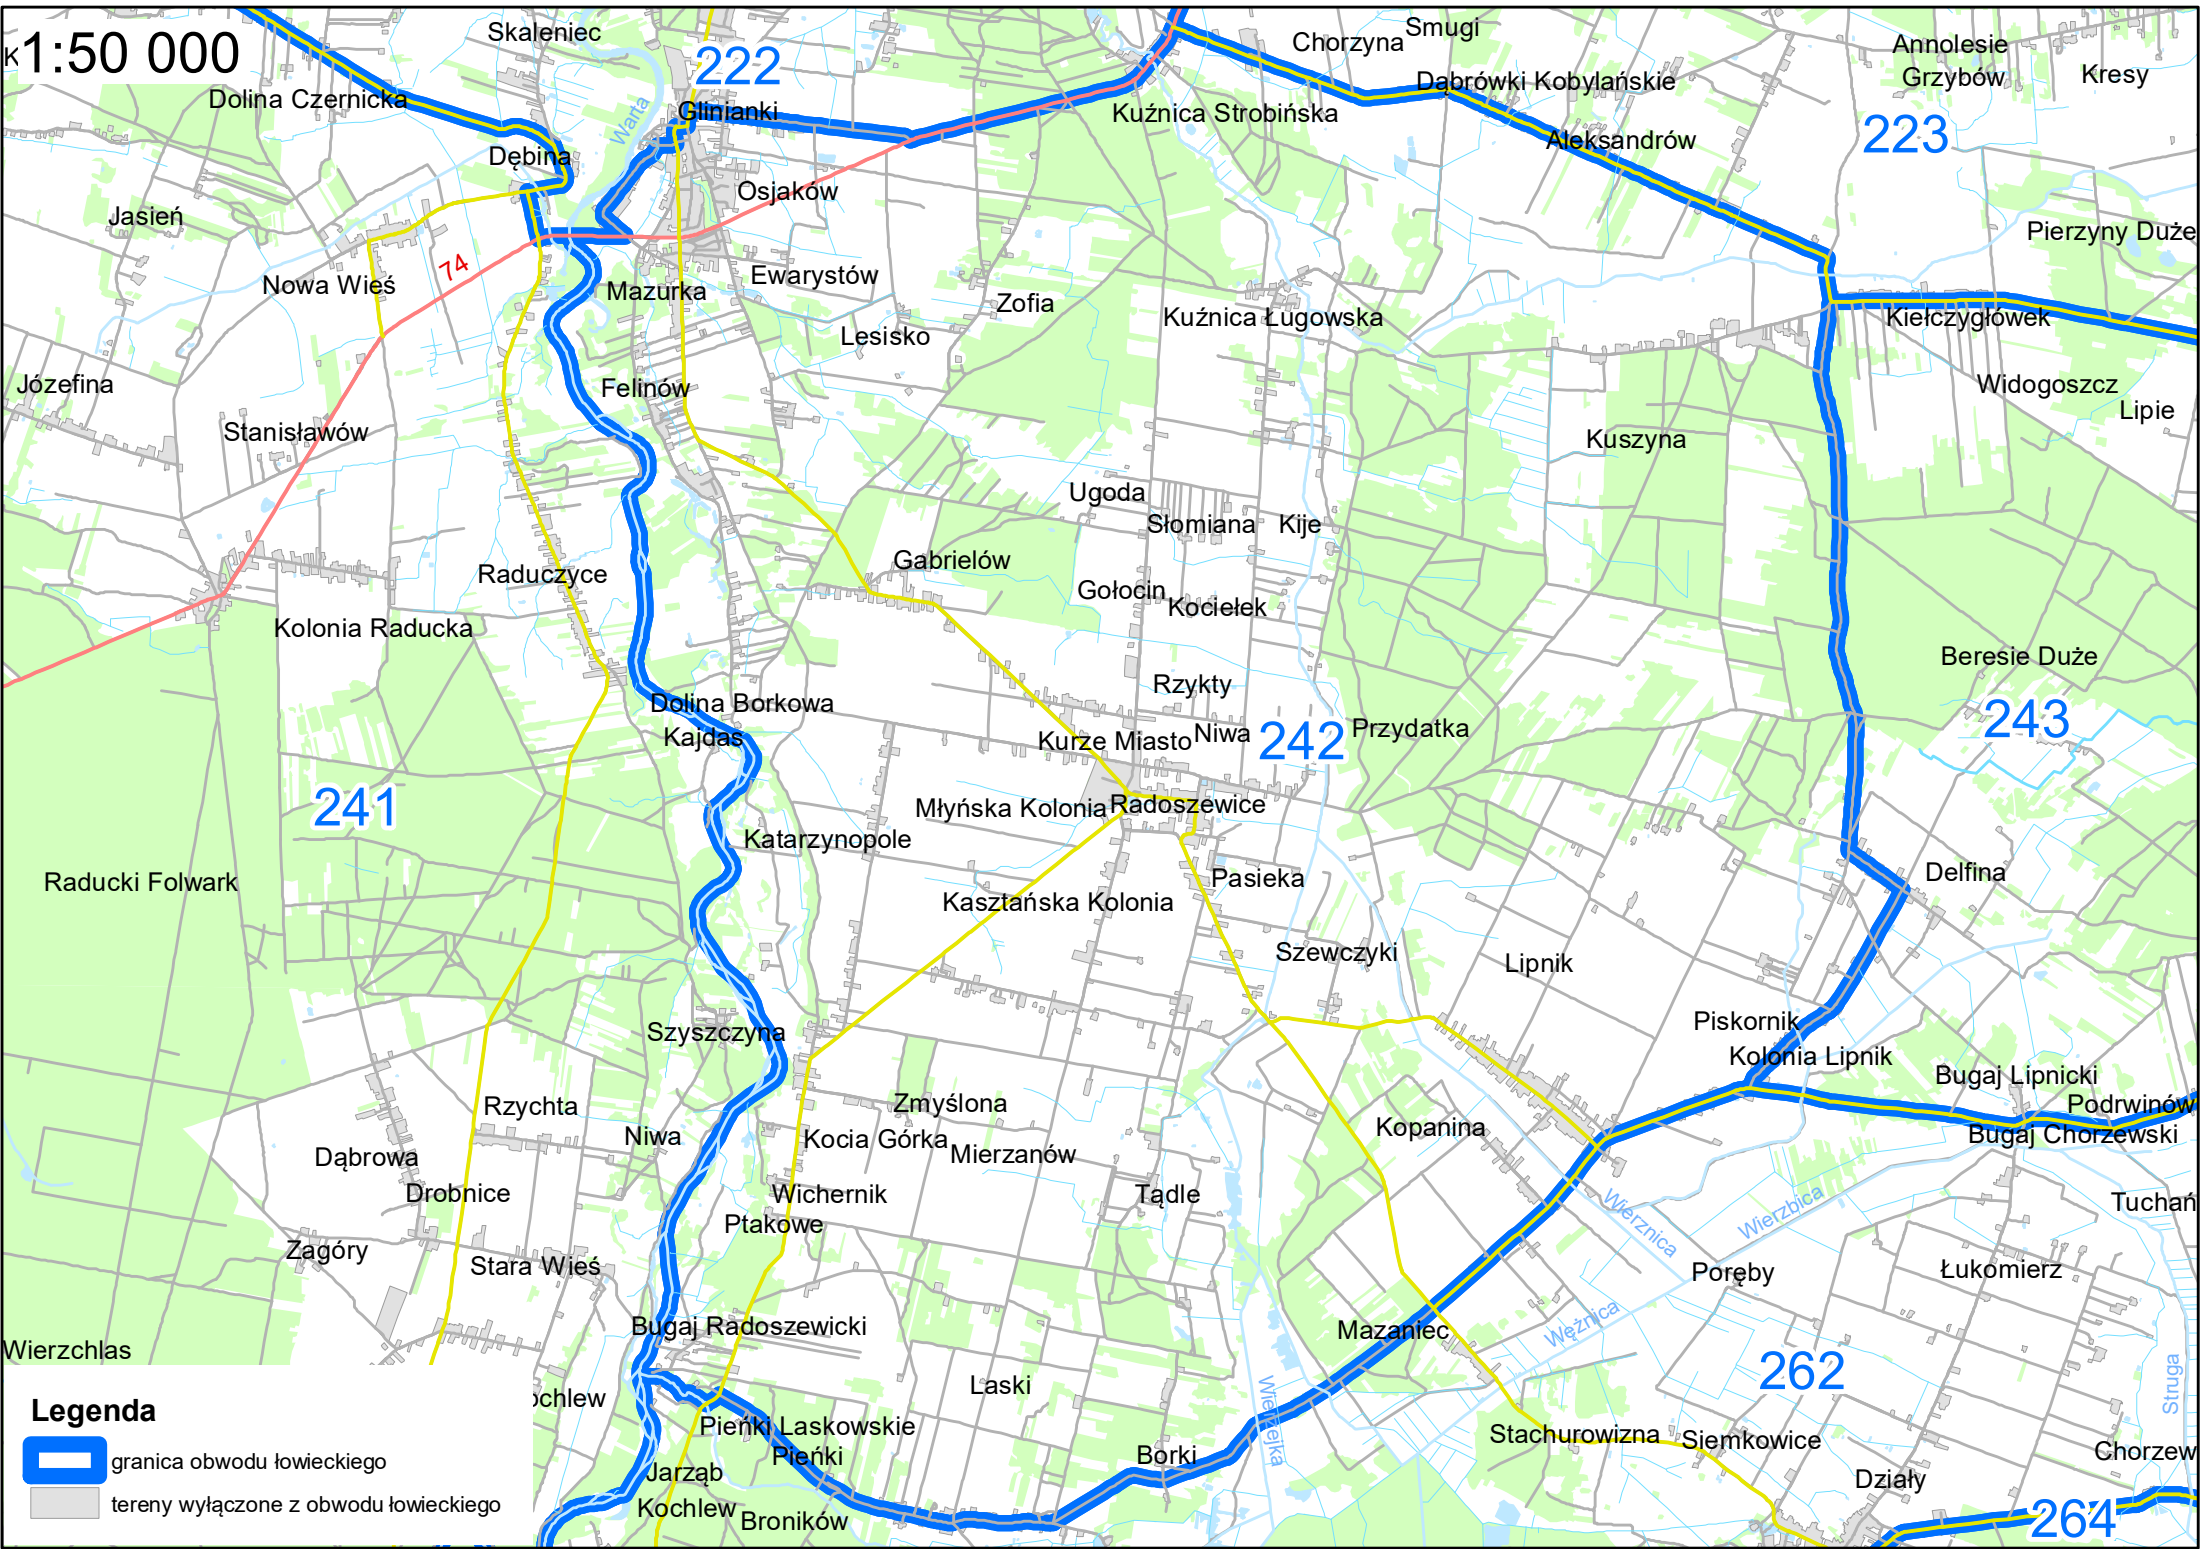 K1:50 000
Skaleniec
222
Chorzyna
Smugi
Annolesie
Grzybów
Kresy
Dąbrówki Kobylańskie
Dolina Czernicka
Warta
Glinianki
Kuźnica Strobińska
223
Aleksandrów
Dębina
Osjaków
Jasień
Pierzyny Duże
74
Nowa Wieś
Mazurka
Ewarystów
Zofia
Kuźnica Ługowska
Kiełczygłówek
Lesisko
Józefina
Felinów
Widogoszcz
Lipie
Stanisławów
Kuszyna
Ugoda
Słomiana
Kije
Gabrielów
Raduczyce
Gołocin
Kociełek
Kolonia Raducka
Beresie Duże
Rzykty
Dolina Borkowa
Kajdas
Kurze Miasto
Niwa
242
Przydatka
243
241
Młyńska Kolonia
Radoszewice
Katarzynopole
Raducki Folwark
Pasieka
Delfina
Kasztańska Kolonia
Szewczyki
Lipnik
Szyszczyna
Piskornik
Kolonia Lipnik
Bugaj Lipnicki
Podrwinów
Rzychta
Zmyślona
Niwa
Kocia Górka
Mierzanów
Kopanina
Bugaj Chorzewski
Dąbrowa
Drobnice
Wichernik
Tądle
Ptakowe
Wierznica
Wierzbica
Tuchań
Zagóry
Stara Wieś
Poręby
Łukomierz
Bugaj Radoszewicki
Mazaniec
Wężnica
Wierzchlas
262
Laski
Struga
Legenda
ochlew
Wierzejka
Pieńki Laskowskie
Pieńki
Stachurowizna
Siemkowice
granica obwodu łowieckiego
Borki
Chorzew
Jarząb
Działy
tereny wyłączone z obwodu łowieckiego
Kochlew
Broników
264